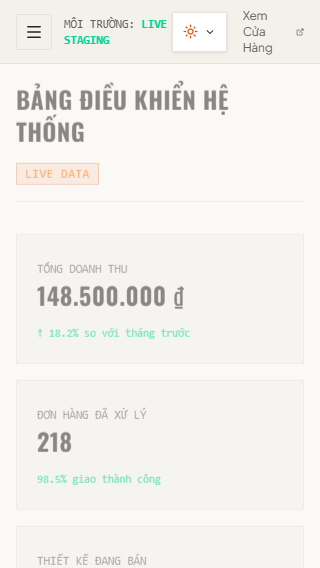 MÔI TRƯỜNG: LIVE
STAGING
Xem
Cửa
Hàng
BẢNG ĐIỀU KHIỂN HỆ
THỐNG
LIVE DATA
TỔNG DOANH THU
148.500.000 ₫
↑ 18.2% so với tháng trước
ĐƠN HÀNG ĐÃ XỬ LÝ
218
98.5% giao thành công
THIẾT KẾ ĐANG BÁN